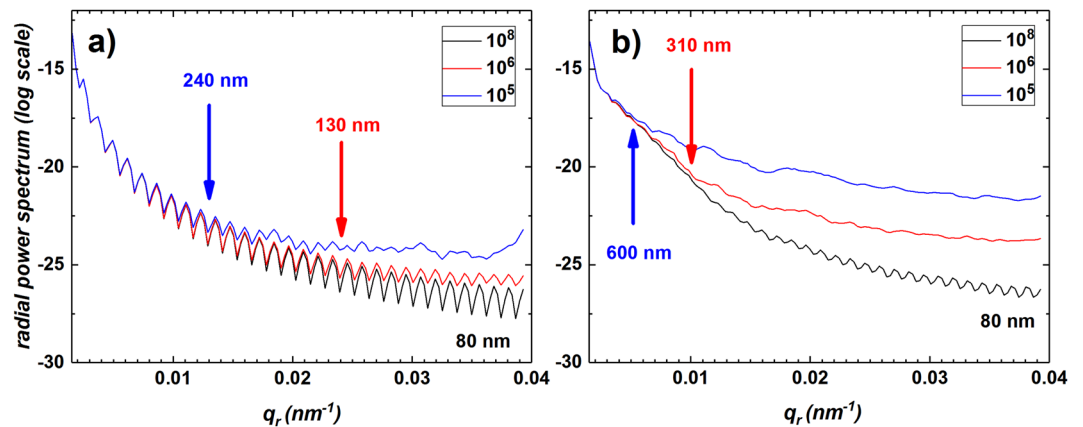 a)
10⁸
10⁶
10⁵
240 nm
130 nm
80 nm
-15
-20
-25
-30
0.01
0.02
0.03
0.04
radial power spectrum (log scale)
qᵣ (nm⁻¹)
b)
10⁸
10⁶
10⁵
310 nm
600 nm
80 nm
-15
-20
-25
-30
0.01
0.02
0.03
0.04
qᵣ (nm⁻¹)